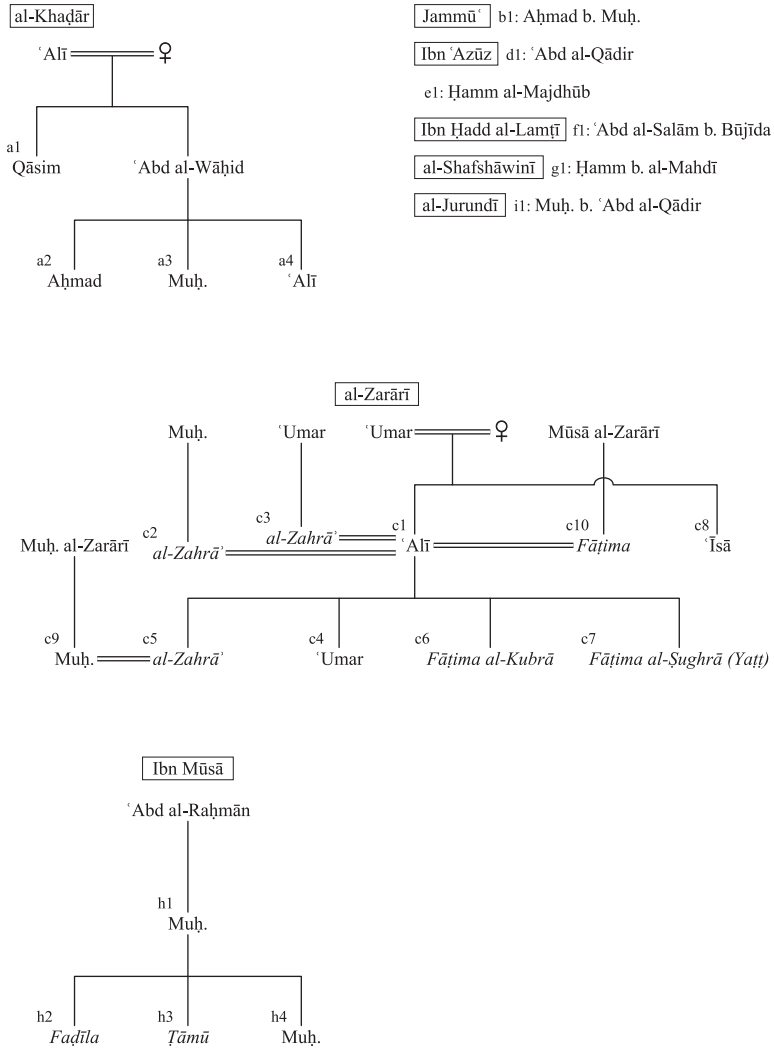 al-Khaḍār
ʿAlī ♀
a1
Qāsim ʿAbd al-Wāḥid
a2 a3 a4
Aḥmad Muḥ. ʿAlī
Jammūʿ b1: Aḥmad b. Muḥ.
Ibn ʿAzūz d1: ʿAbd al-Qādir
e1: Ḥamm al-Majdhūb
Ibn Ḥadd al-Lamṭī f1: ʿAbd al-Salām b. Būjīda
al-Shafshāwinī g1: Ḥamm b. al-Mahdī
al-Jurundī i1: Muḥ. b. ʿAbd al-Qādir
al-Zarārī
Muḥ. ʿUmar ʿUmar ♀ Mūsā al-Zarārī
c3 c1 c10 c8
al-Zahrāʾ
c2
Muḥ. al-Zarārī al-Zahrāʾ ʿAlī Fāṭima ʿĪsā
c9 c5 c4 c6 c7
Muḥ. al-Zahrāʾ ʿUmar Fāṭima al-Kubrā Fāṭima al-Ṣughrā (Yaṭṭ)
Ibn Mūsā
ʿAbd al-Raḥmān
h1
Muḥ.
h2 h3 h4
Faḍīla Ṭāmū Muḥ.